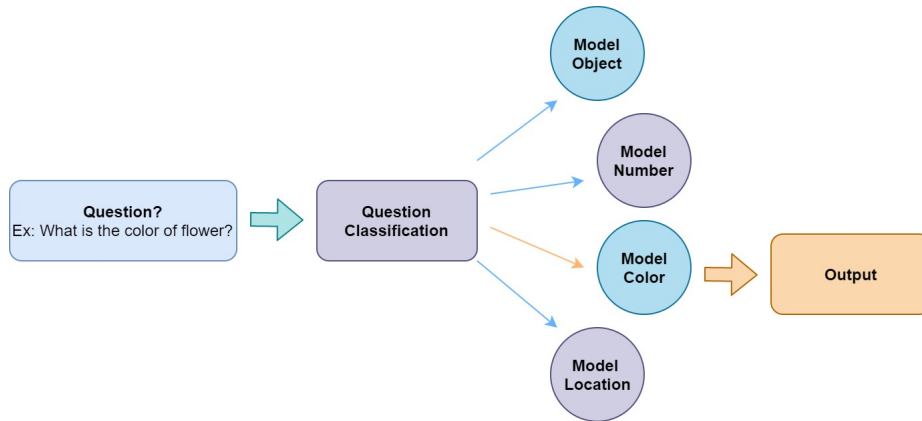 Model
Object
Model
Number
Question?
Ex: What is the color of flower?
Question
Classification
Model
Color
Output
Model
Location